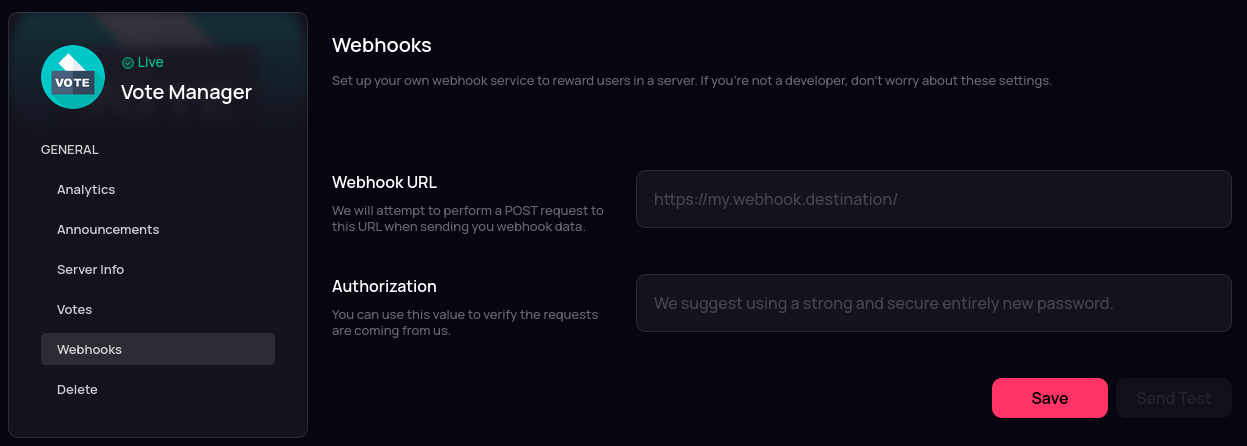 VOTE
Live
Vote Manager
GENERAL
Analytics
Announcements
Server Info
Votes
Webhooks
Delete
Webhooks
Set up your own webhook service to reward users in a server. If you're not a developer, don't worry about these settings.
Webhook URL
We will attempt to perform a POST request to
this URL when sending you webhook data.
https://my.webhook.destination/
Authorization
You can use this value to verify the requests
are coming from us.
We suggest using a strong and secure entirely new password.
Save
Send Test